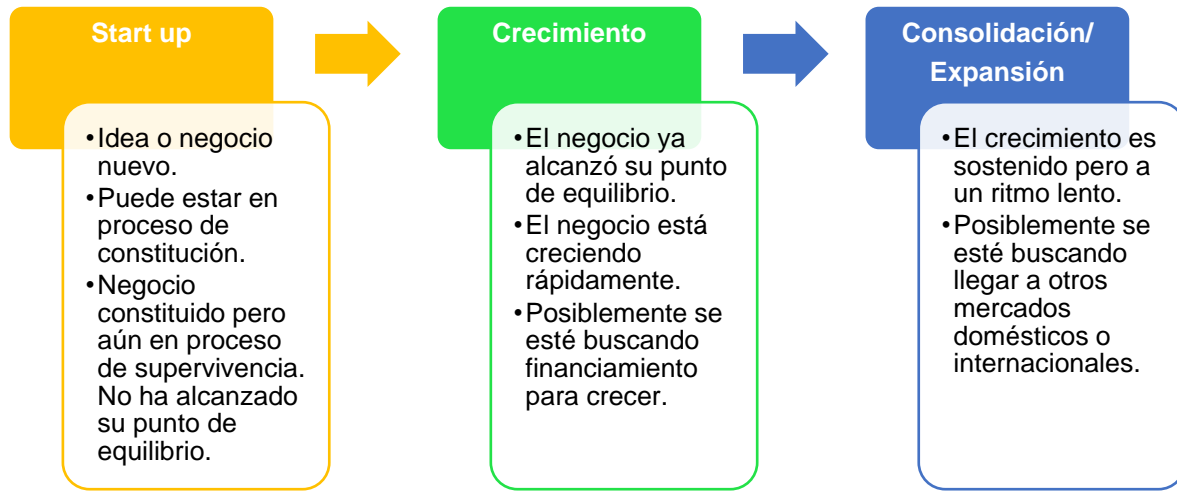 Start up
•Idea o negocio
nuevo.
•Puede estar en
proceso de
constitución.
•Negocio
constituido pero
aún en proceso
de supervivencia.
No ha alcanzado
su punto de
equilibrio.
Crecimiento
•El negocio ya
alcanzó su punto
de equilibrio.
•El negocio está
creciendo
rápidamente.
•Posiblemente se
esté buscando
financiamiento
para crecer.
Consolidación/
Expansión
•El crecimiento es
sostenido pero a
un ritmo lento.
•Posiblemente se
esté buscando
llegar a otros
mercados
domésticos o
internacionales.